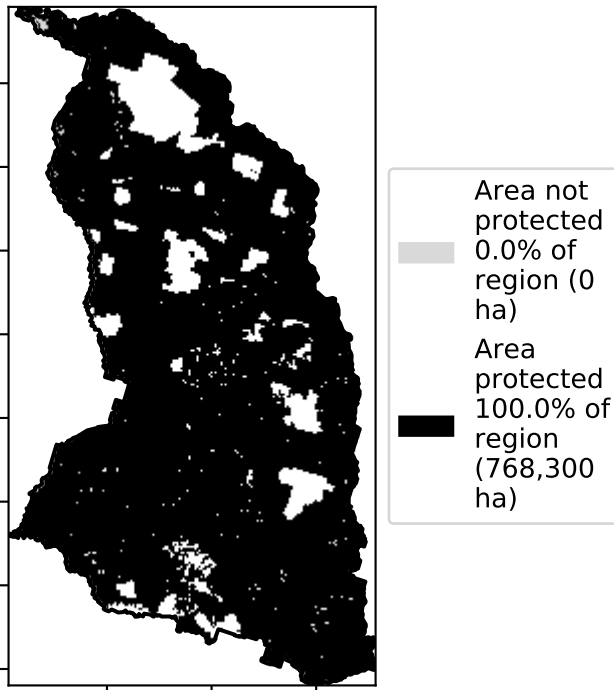 Area not
protected
0.0% of
region (0
ha)
Area
protected
100.0% of
region
(768,300
ha)